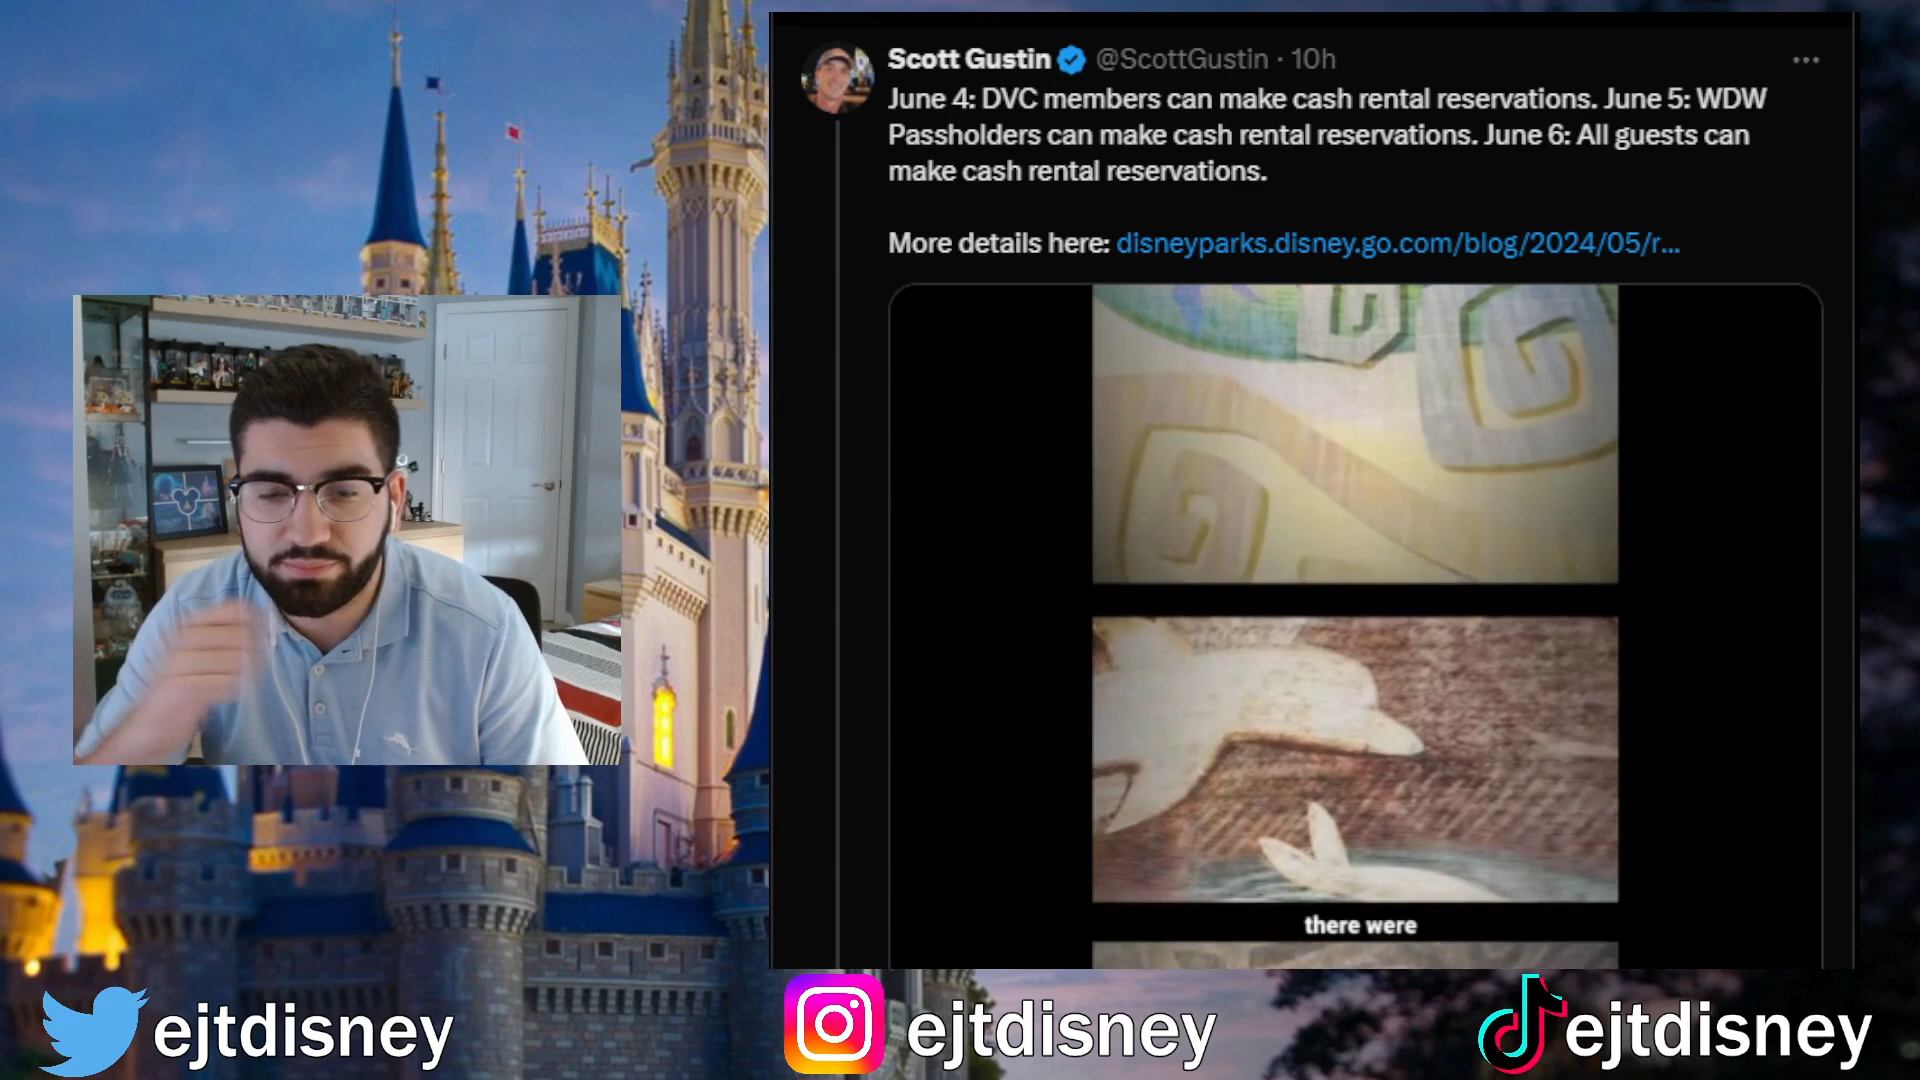 Scott Gustin @ScottGustin · 10h
June 4: DVC members can make cash rental reservations. June 5: WDW
Passholders can make cash rental reservations. June 6: All guests can
make cash rental reservations.
More details here: disneyparks.disney.go.com/blog/2024/05/r...
there were
ejtdisney
ejtdisney
ejtdisney